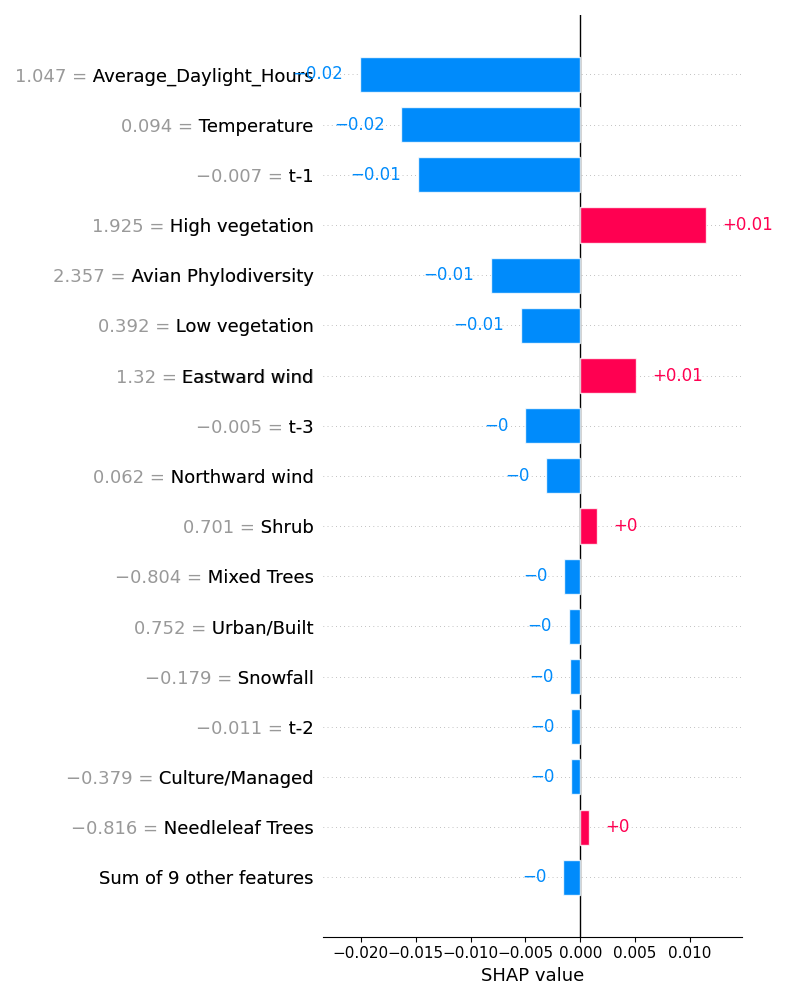 1.047 = Average_Daylight_Hours −0.02
0.094 = Temperature −0.02
−0.007 = t-1 −0.01
1.925 = High vegetation +0.01
2.357 = Avian Phylodiversity −0.01
0.392 = Low vegetation −0.01
1.32 = Eastward wind +0.01
−0.005 = t-3 −0
0.062 = Northward wind −0
0.701 = Shrub +0
−0.804 = Mixed Trees −0
0.752 = Urban/Built −0
−0.179 = Snowfall −0
−0.011 = t-2 −0
−0.379 = Culture/Managed −0
−0.816 = Needleleaf Trees +0
Sum of 9 other features −0
−0.020 −0.015 −0.010 −0.005 0.000 0.005 0.010
SHAP value